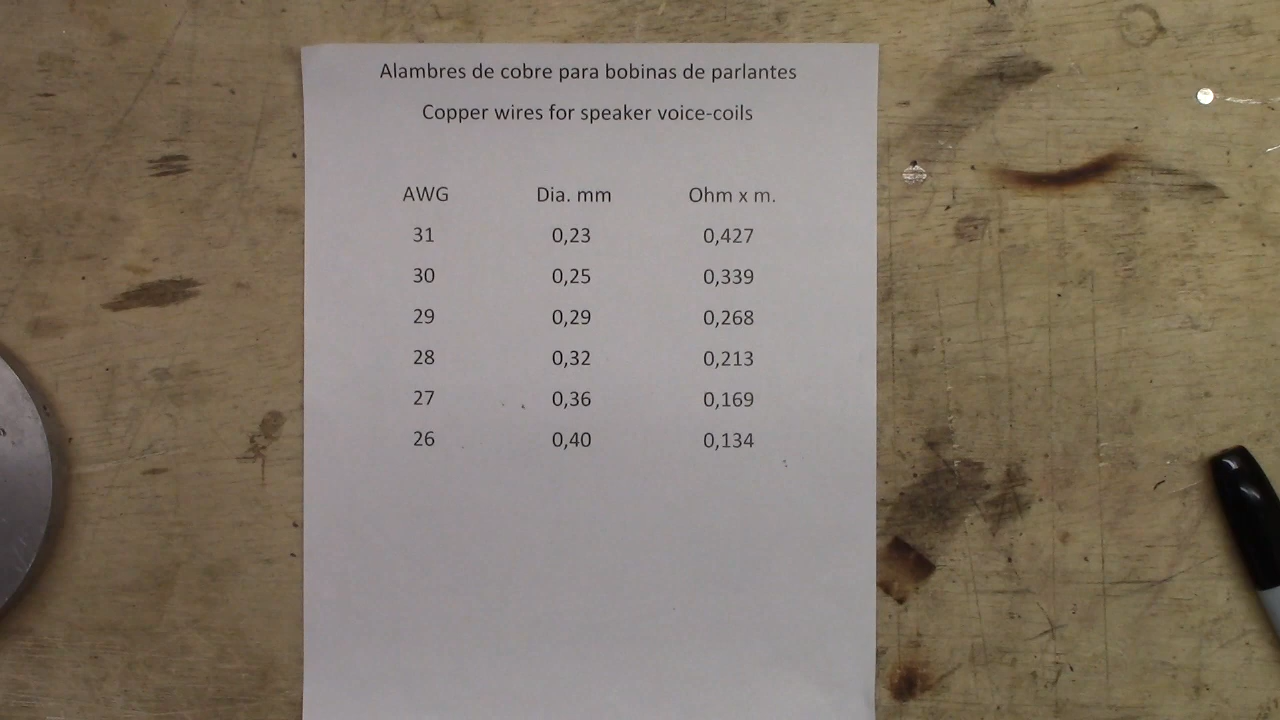 Alambres de cobre para bobinas de parlantes
Copper wires for speaker voice-coils
AWG Dia. mm Ohm x m.
31 0,23 0,427
30 0,25 0,339
29 0,29 0,268
28 0,32 0,213
27 0,36 0,169
26 0,40 0,134